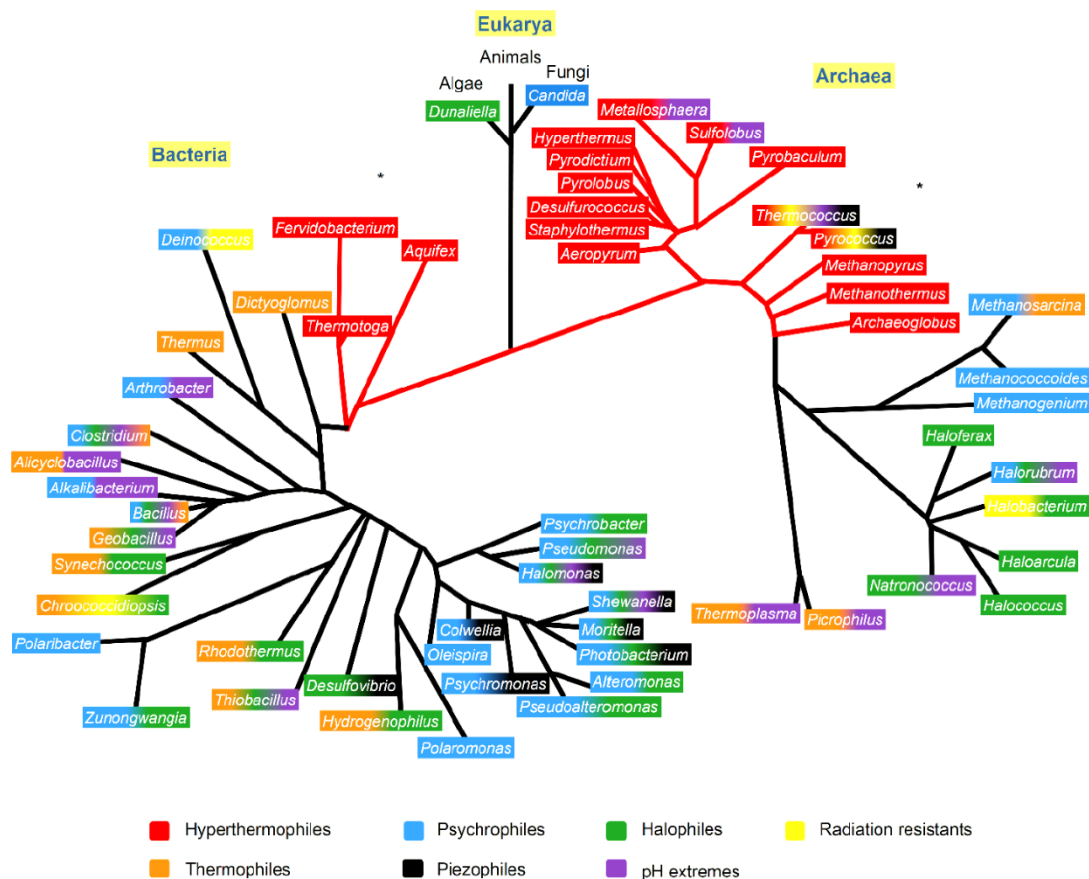 Eukarya
Animals
Algae
Fungi
Archaea
Dunaliella
Candida
Metallosphaera
Sulfolobus
Hyperthermus
Pyrodictium
Pyrobaculum
Pyrolobus
Bacteria
*
*
Desulfurococcus
Thermococcus
Fervidobacterium
Staphylothermus
Deinococcus
Pyrococcus
Aquifex
Aeropyrum
Methanopyrus
Dictyoglomus
Methanothermus
Methanosarcina
Thermotoga
Archaeoglobus
Thermus
Methanococcoides
Arthrobacter
Methanogenium
Clostridium
Haloferax
Alicyclobacillus
Halorubrum
Alkalibacterium
Halobacterium
Bacillus
Psychrobacter
Geobacillus
Pseudomonas
Synechococcus
Haloarcula
Halomonas
Natronococcus
Chroococcidiopsis
Shewanella
Halococcus
Thermoplasma
Picrophilus
Colwellia
Moritella
Polaribacter
Rhodothermus
Oleispira
Photobacterium
Desulfovibrio
Psychromonas
Alteromonas
Thiobacillus
Pseudoalteromonas
Zunongwangia
Hydrogenophilus
Polaromonas
Hyperthermophiles
Psychrophiles
Halophiles
Radiation resistants
Thermophiles
Piezophiles
pH extremes